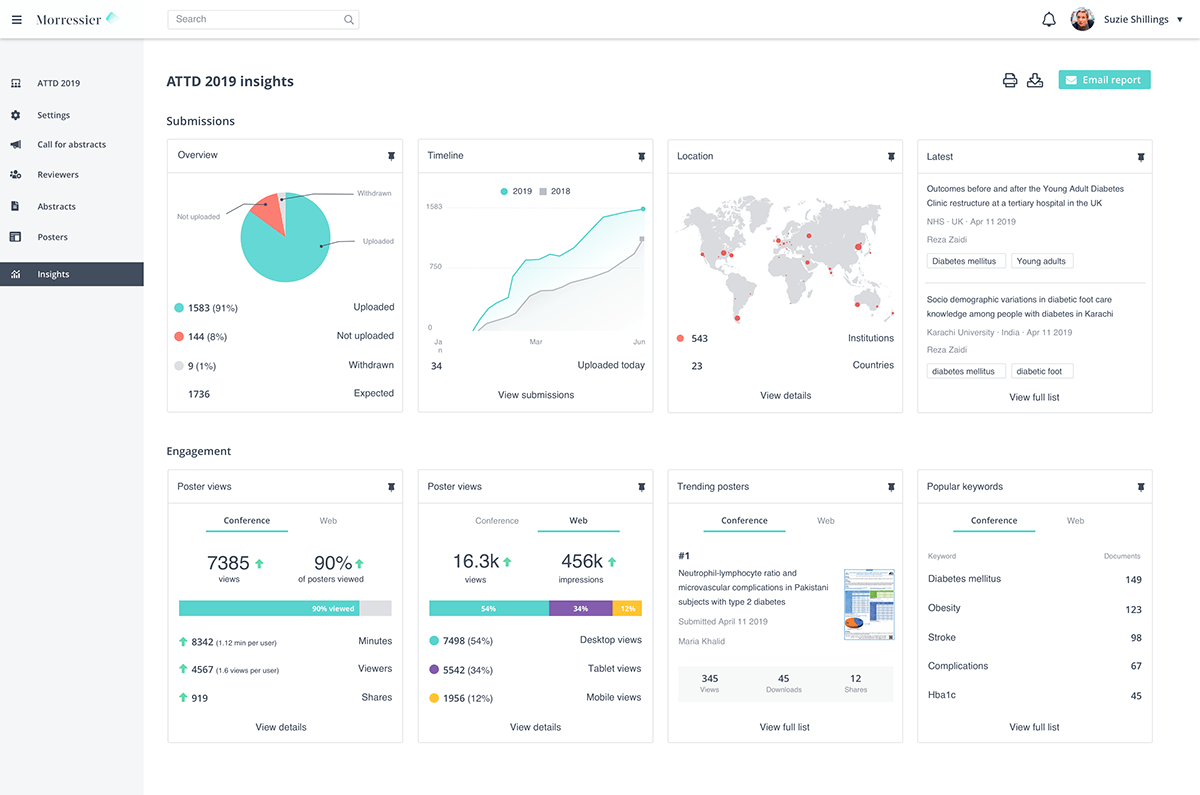 Morressier
Search
Suzie Shillings
ATTD 2019
Settings
Call for abstracts
Reviewers
Abstracts
Posters
Insights
ATTD 2019 insights
Email report
Submissions
Overview
Withdrawn
Not uploaded
Uploaded
1583 (91%) Uploaded
144 (8%) Not uploaded
9 (1%) Withdrawn
1736 Expected
Timeline
2019 2018
1583
750
0
Ja
n
Mar
Jun
34 Uploaded today
View submissions
Location
543 Institutions
23 Countries
View details
Latest
Outcomes before and after the Young Adult Diabetes
Clinic restructure at a tertiary hospital in the UK
NHS · UK · Apr 11 2019
Reza Zaidi
Diabetes mellitus Young adults
Socio demographic variations in diabetic foot care
knowledge among people with diabetes in Karachi
Karachi University · India · Apr 11 2019
Reza Zaidi
diabetes mellitus diabetic foot
View full list
Engagement
Poster views
Conference Web
7385 90%
views of posters viewed
90% viewed
8342 (1.12 min per user) Minutes
4567 (1.6 views per user) Viewers
919 Shares
View details
Poster views
Conference Web
16.3k 456k
views impressions
54% 34% 12%
7498 (54%) Desktop views
5542 (34%) Tablet views
1956 (12%) Mobile views
View details
Trending posters
Conference Web
#1
Neutrophil-lymphocyte ratio and
microvascular complications in Pakistani
subjects with type 2 diabetes
Submitted April 11 2019
Maria Khalid
345 45 12
Views Downloads Shares
View full list
Popular keywords
Conference Web
Keyword Documents
Diabetes mellitus 149
Obesity 123
Stroke 98
Complications 67
Hba1c 45
View full list